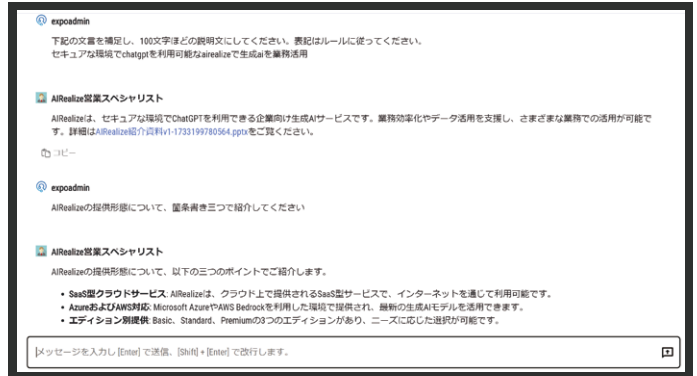 expoadmin
下記の文言を補足し、100文字ほどの説明文にしてください。表記はルールに従ってください。
セキュアな環境でchatgptを利用可能なairealizeで生成aiを業務活用
AIRealize営業スペシャリスト
AIRealizeは、セキュアな環境でChatGPTを利用できる企業向け生成AIサービスです。業務効率化やデータ活用を支援し、さまざまな業務での活用が可能で
す。詳細はAIRealize紹介資料v1-1733199780564.pptxをご覧ください。
コピー
expoadmin
AIRealizeの提供形態について、箇条書き三つで紹介してください
AIRealize営業スペシャリスト
AIRealizeの提供形態について、以下の三つのポイントでご紹介します。
• SaaS型クラウドサービス: AIRealizeは、クラウド上で提供されるSaaS型サービスで、インターネットを通じて利用可能です。
• AzureおよびAWS対応: Microsoft AzureやAWS Bedrockを利用した環境で提供され、最新の生成AIモデルを活用できます。
• エディション別提供: Basic、Standard、Premiumの3つのエディションがあり、ニーズに応じた選択が可能です。
メッセージを入力し [Enter] で送信、[Shift] + [Enter] で改行します。